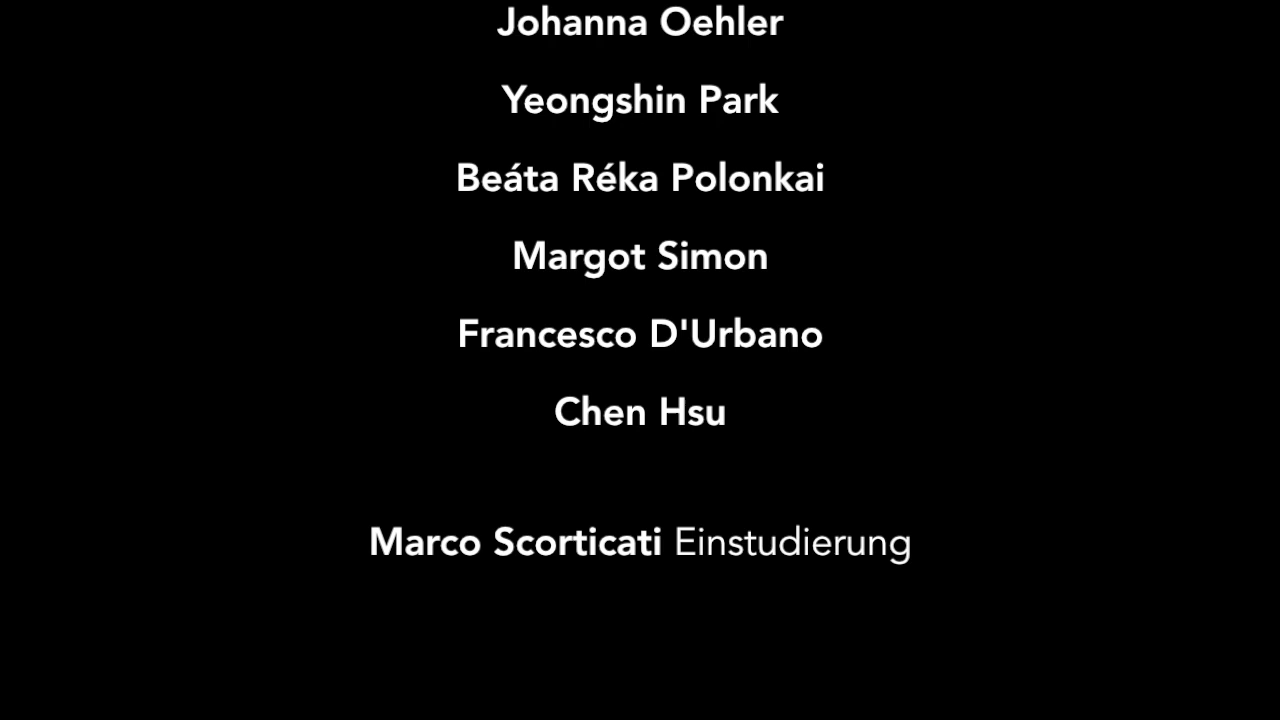 Johanna Oehler
Yeongshin Park
Beáta Réka Polonkai
Margot Simon
Francesco D'Urbano
Chen Hsu
Marco Scorticati Einstudierung